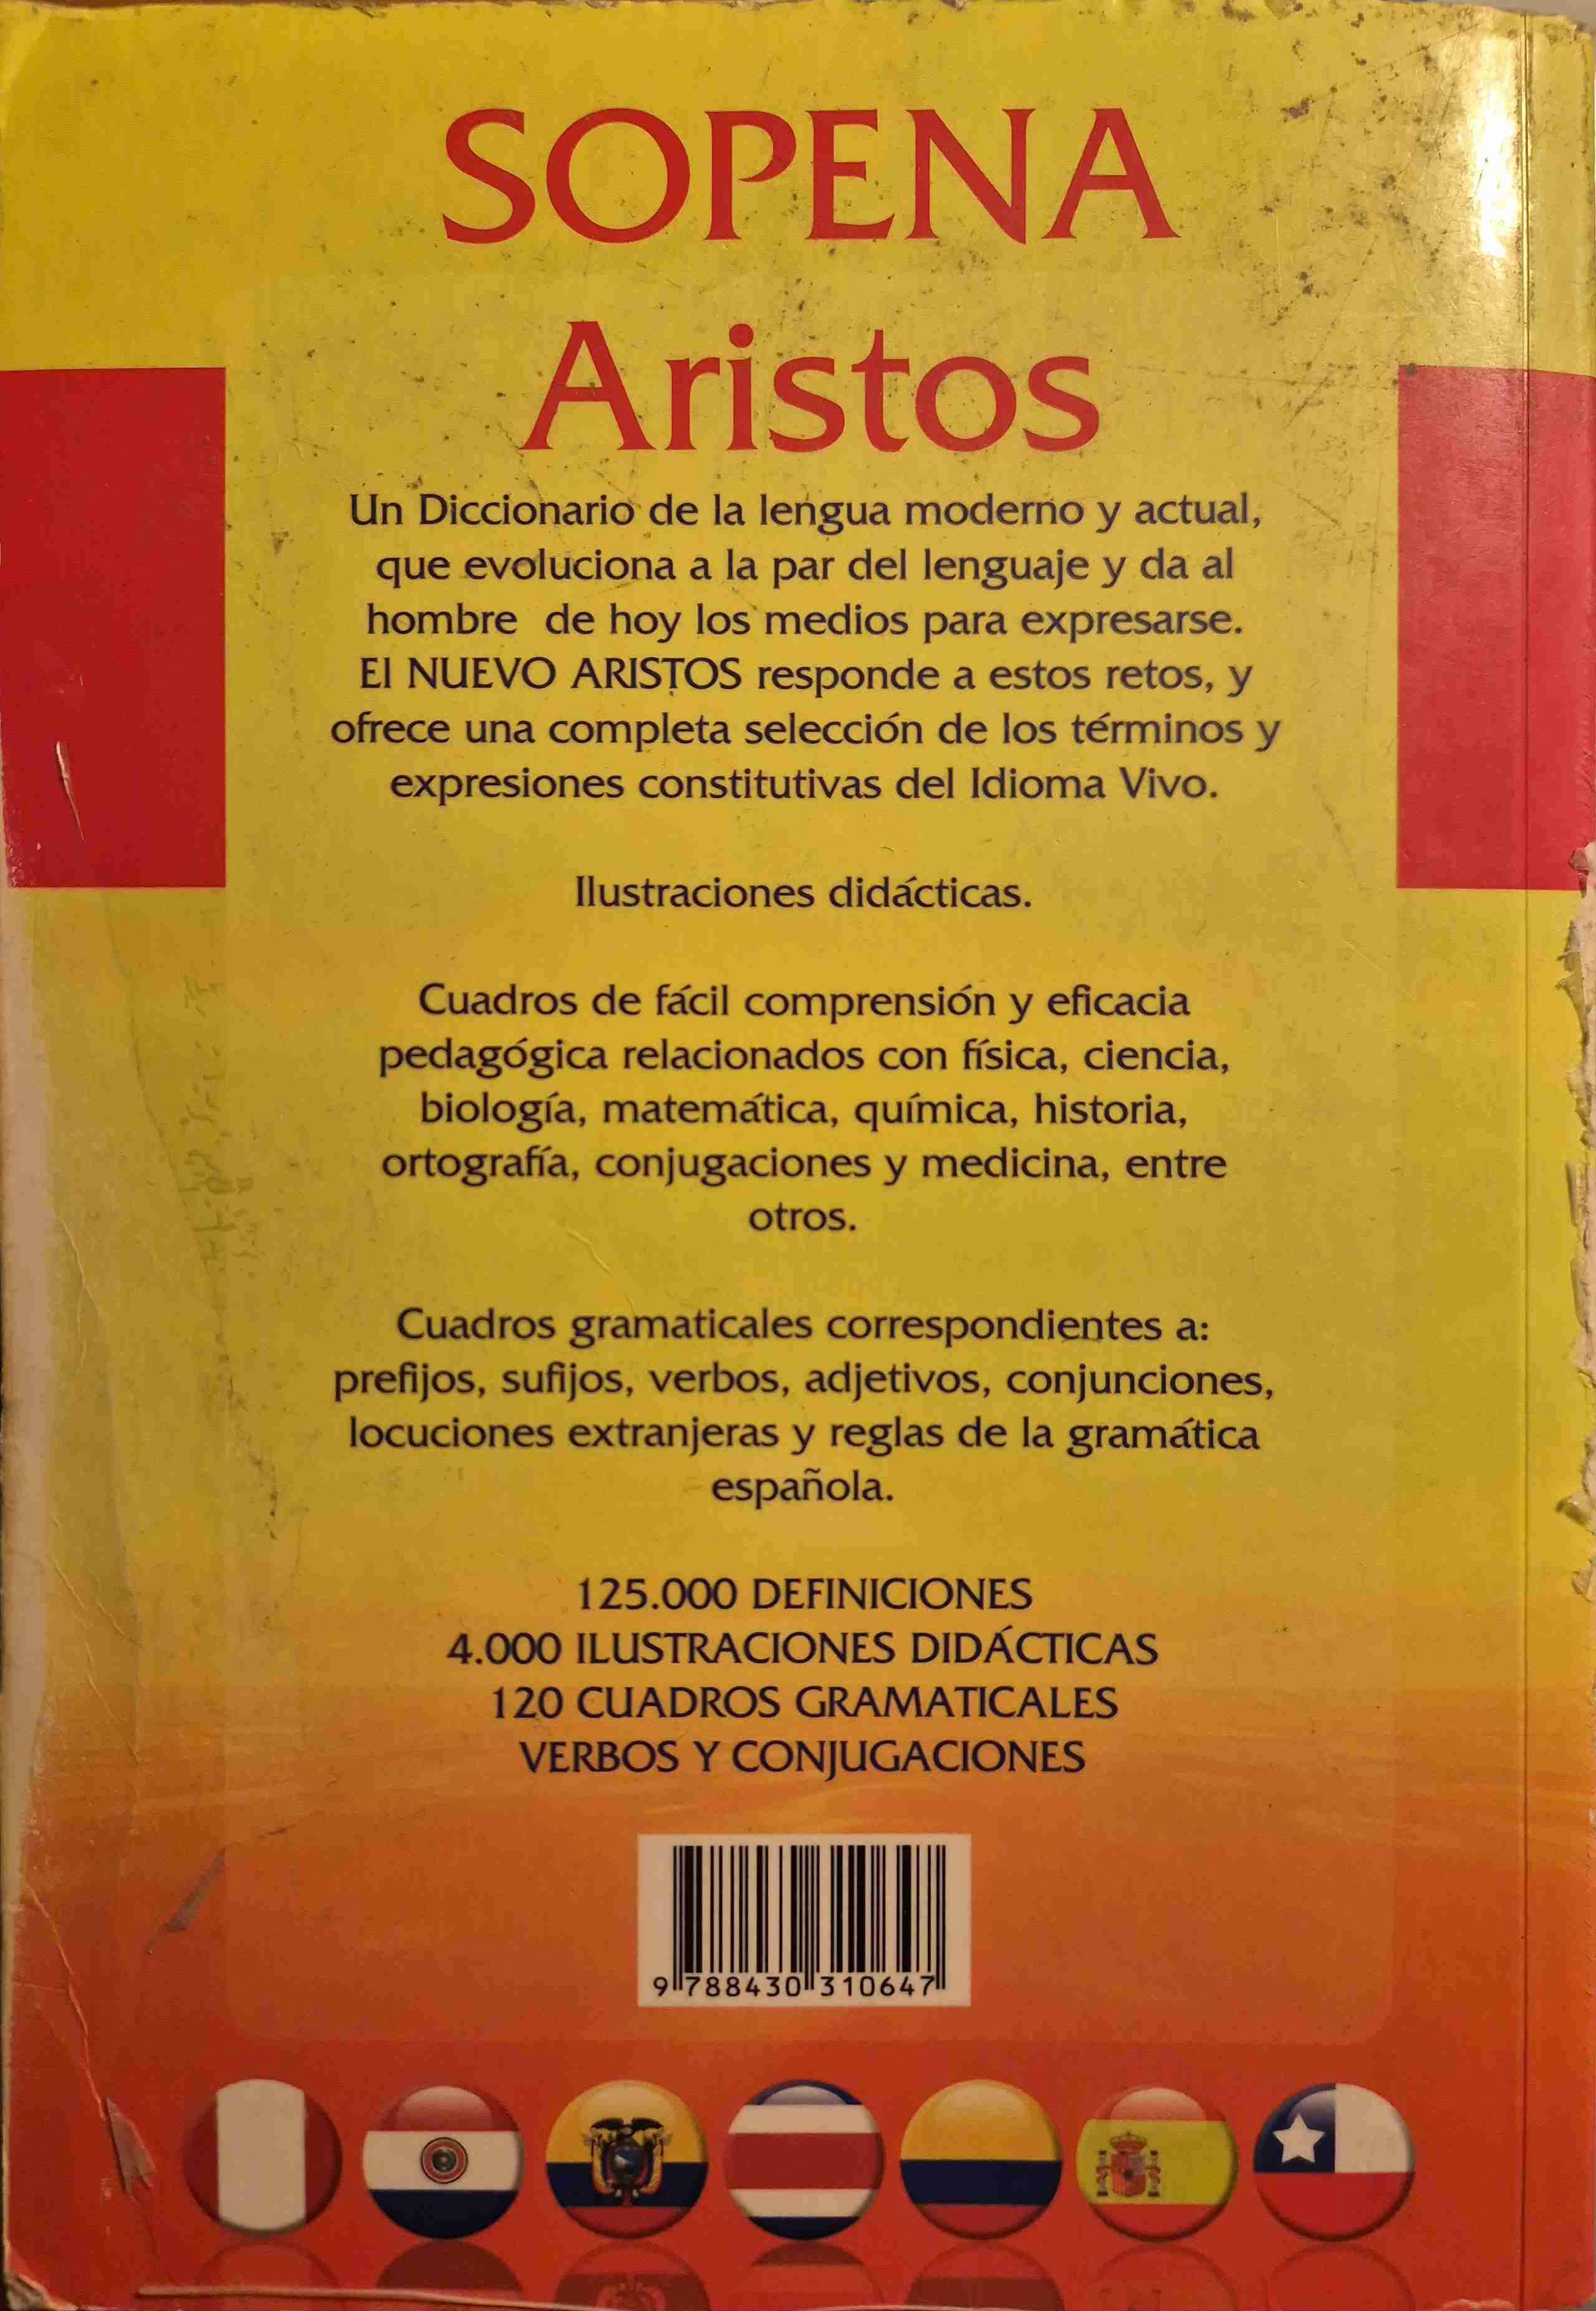 SOPENA
Aristos
Un Diccionario de la lengua moderno y actual,
que evoluciona a la par del lenguaje y da al
hombre de hoy los medios para expresarse.
El NUEVO ARISTOS responde a estos retos, y
ofrece una completa selección de los términos y
expresiones constitutivas del Idioma Vivo.
Ilustraciones didácticas.
Cuadros de fácil comprensión y eficacia
pedagógica relacionados con física, ciencia,
biología, matemática, química, historia,
ortografía, conjugaciones y medicina, entre
otros.
Cuadros gramaticales correspondientes a:
prefijos, sufijos, verbos, adjetivos, conjunciones,
locuciones extranjeras y reglas de la gramática
española.
125.000 DEFINICIONES
4.000 ILUSTRACIONES DIDÁCTICAS
120 CUADROS GRAMATICALES
VERBOS Y CONJUGACIONES
9 788430 310647